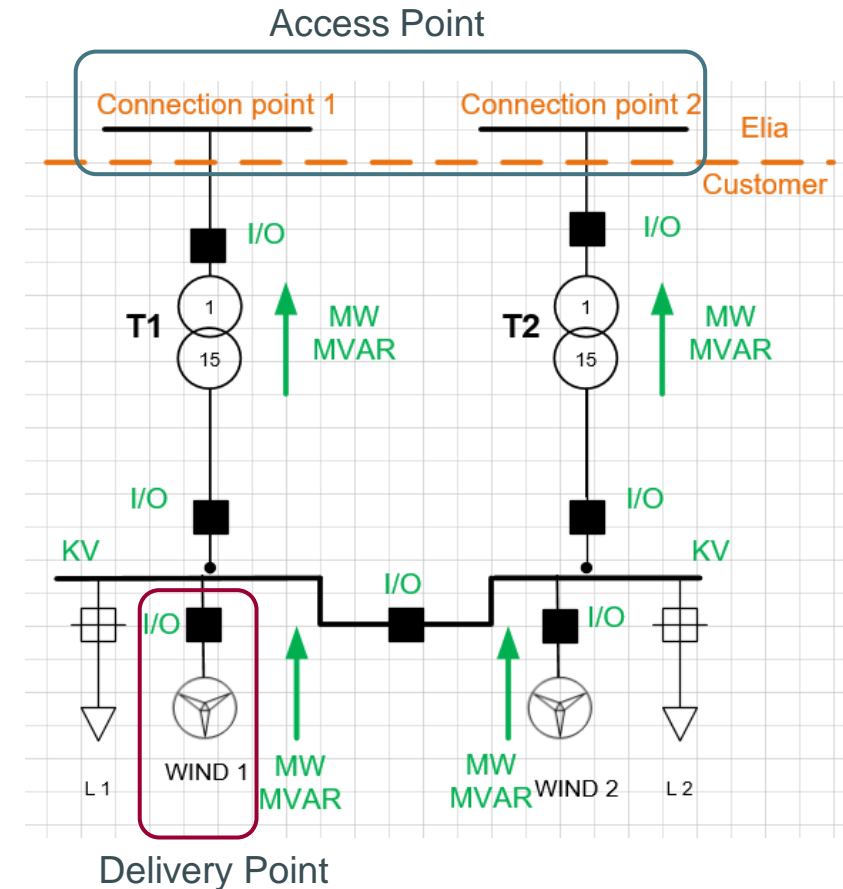 Access Point
Connection point 1
Connection point 2
Elia
Customer
I/O
I/O
T1
1
15
MW
MVAR
T2
1
15
MW
MVAR
I/O
I/O
KV
KV
I/O
I/O
I/O
L 1
WIND 1
MW
MVAR
MW
MVAR
WIND 2
L 2
Delivery Point